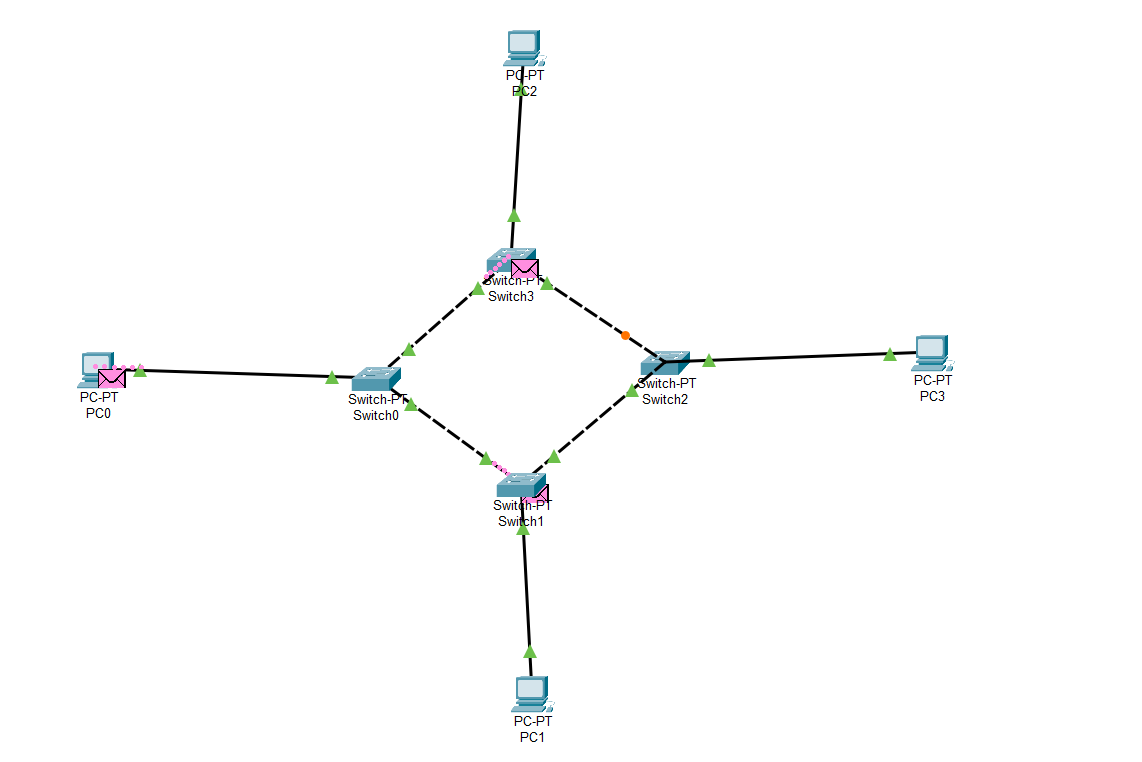 PC-PT
PC2
Switch-PT
Switch3
Switch-PT
Switch2
PC-PT
PC3
PC-PT
PC0
Switch-PT
Switch0
Switch-PT
Switch1
PC-PT
PC1